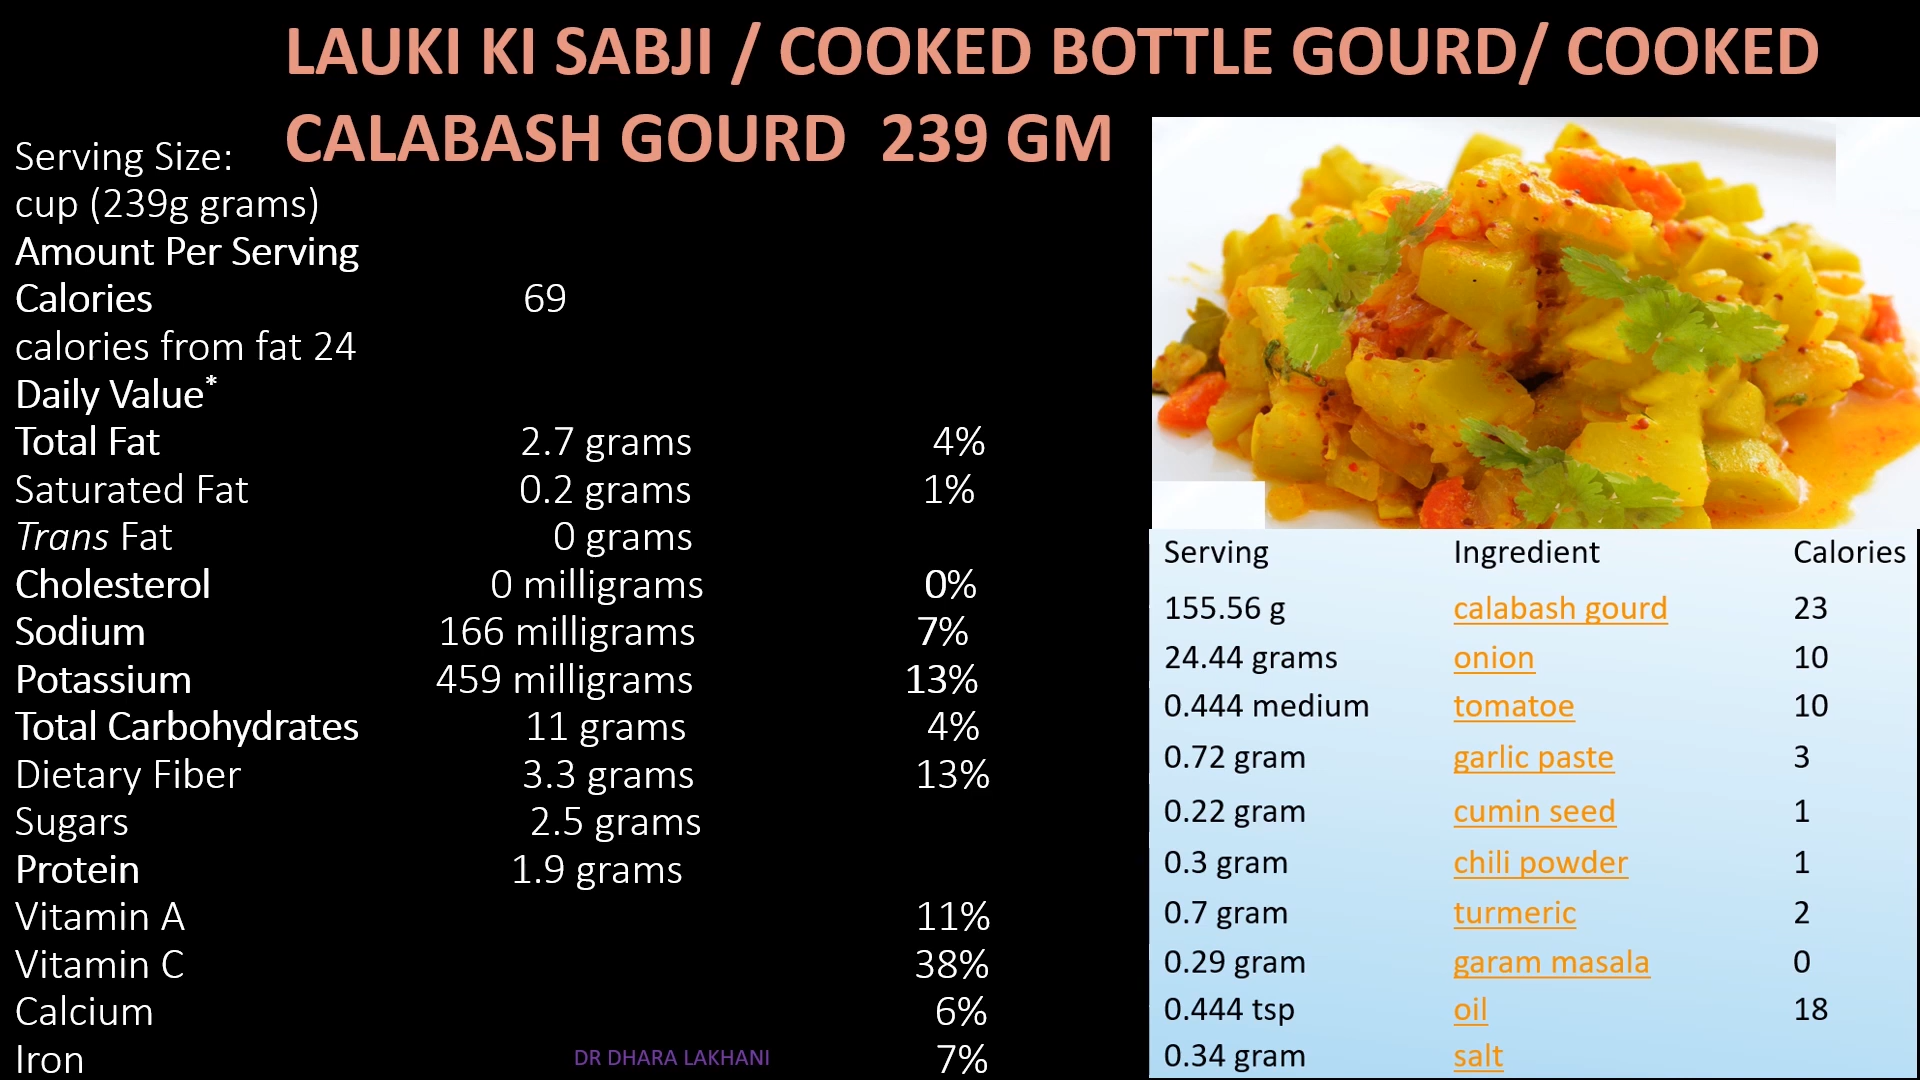 LAUKI KI SABJI / COOKED BOTTLE GOURD/ COOKED
CALABASH GOURD 239 GM
Serving Size:
cup (239g grams)
Amount Per Serving
Calories 69
calories from fat 24
Daily Value*
Total Fat 2.7 grams 4%
Saturated Fat 0.2 grams 1%
Trans Fat 0 grams
Cholesterol 0 milligrams 0%
Sodium 166 milligrams 7%
Potassium 459 milligrams 13%
Total Carbohydrates 11 grams 4%
Dietary Fiber 3.3 grams 13%
Sugars 2.5 grams
Protein 1.9 grams
Vitamin A 11%
Vitamin C 38%
Calcium 6%
Iron 7%
DR DHARA LAKHANI
Serving Ingredient Calories
155.56 g calabash gourd 23
24.44 grams onion 10
0.444 medium tomatoe 10
0.72 gram garlic paste 3
0.22 gram cumin seed 1
0.3 gram chili powder 1
0.7 gram turmeric 2
0.29 gram garam masala 0
0.444 tsp oil 18
0.34 gram salt